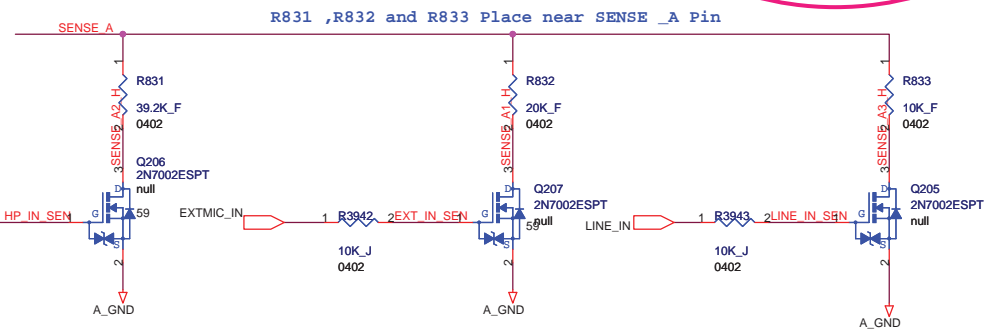 R831 ,R832 and R833 Place near SENSE _A Pin
SENSE_A
1
R831
39.2K_F
0402
2
SENSE_A2_H
3
Q206
2N7002ESPT
null
D
G
S
59
HP_IN_SEN
1
2
A_GND
1
R832
20K_F
0402
2
SENSE_A1_H
3
Q207
2N7002ESPT
null
D
G
S
59
EXTMIC_IN
1
R3942
2
EXT_IN_SEN
1
10K_J
0402
2
A_GND
1
R833
10K_F
0402
2
SENSE_A3_H
3
Q205
2N7002ESPT
null
D
G
S
LINE_IN
1
R3943
2
LINE_IN_SEN
1
10K_J
0402
2
A_GND